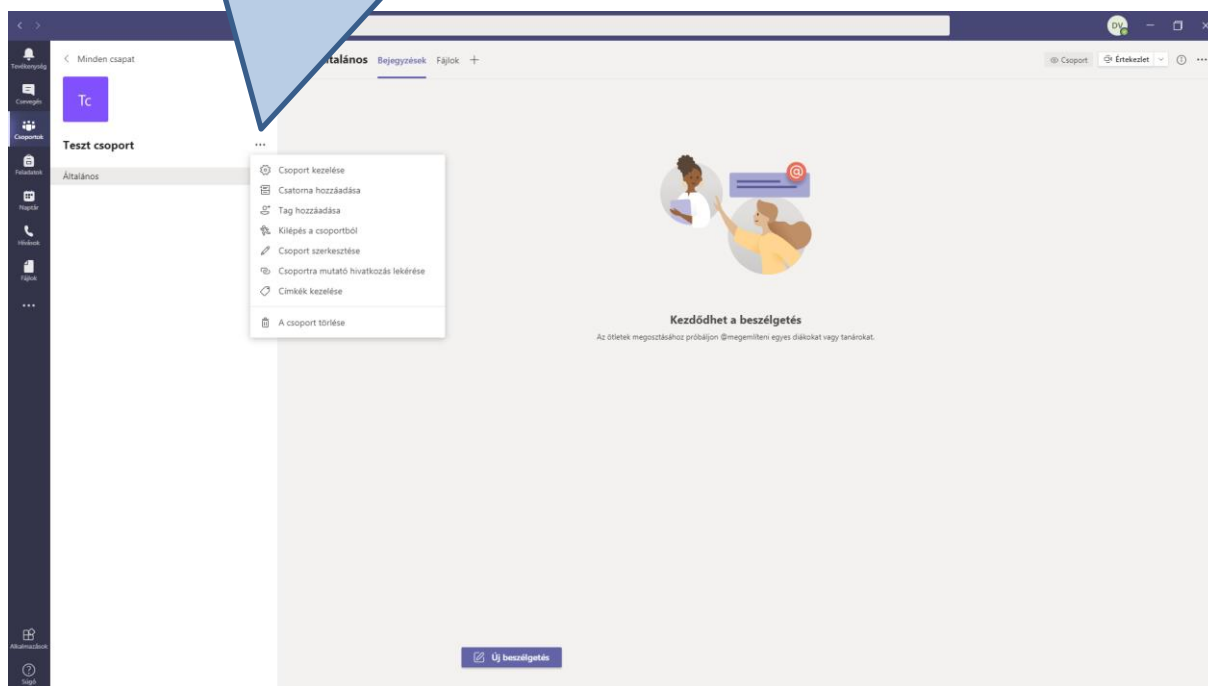 DV
Tevékenység
Csevegés
Csoportok
Feladatok
Naptár
Hívások
Fájlok
Alkalmazások
Súgó
Minden csapat
Tc
Teszt csoport
Általános
Csoport kezelése
Csatorna hozzáadása
Tag hozzáadása
Kilépés a csoportból
Csoport szerkesztése
Csoportra mutató hivatkozás lekérése
Címkék kezelése
A csoport törlése
talános Bejegyzések Fájlok +
Csoport Értekezlet
@
Kezdődhet a beszélgetés
Az ötletek megosztásához próbáljon @megemlíteni egyes diákokat vagy tanárokat.
Új beszélgetés